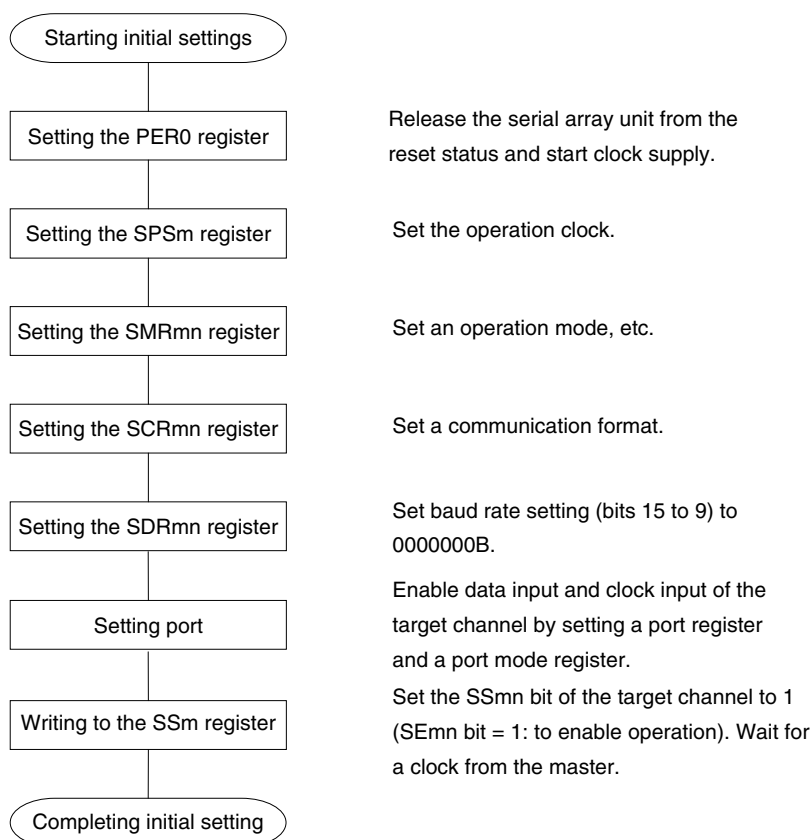 Starting initial settings
Setting the PER0 register
Release the serial array unit from the
reset status and start clock supply.
Setting the SPSm register
Set the operation clock.
Setting the SMRmn register
Set an operation mode, etc.
Setting the SCRmn register
Set a communication format.
Setting the SDRmn register
Set baud rate setting (bits 15 to 9) to
0000000B.
Setting port
Enable data input and clock input of the
target channel by setting a port register
and a port mode register.
Writing to the SSm register
Set the SSmn bit of the target channel to 1
(SEmn bit = 1: to enable operation). Wait for
a clock from the master.
Completing initial setting